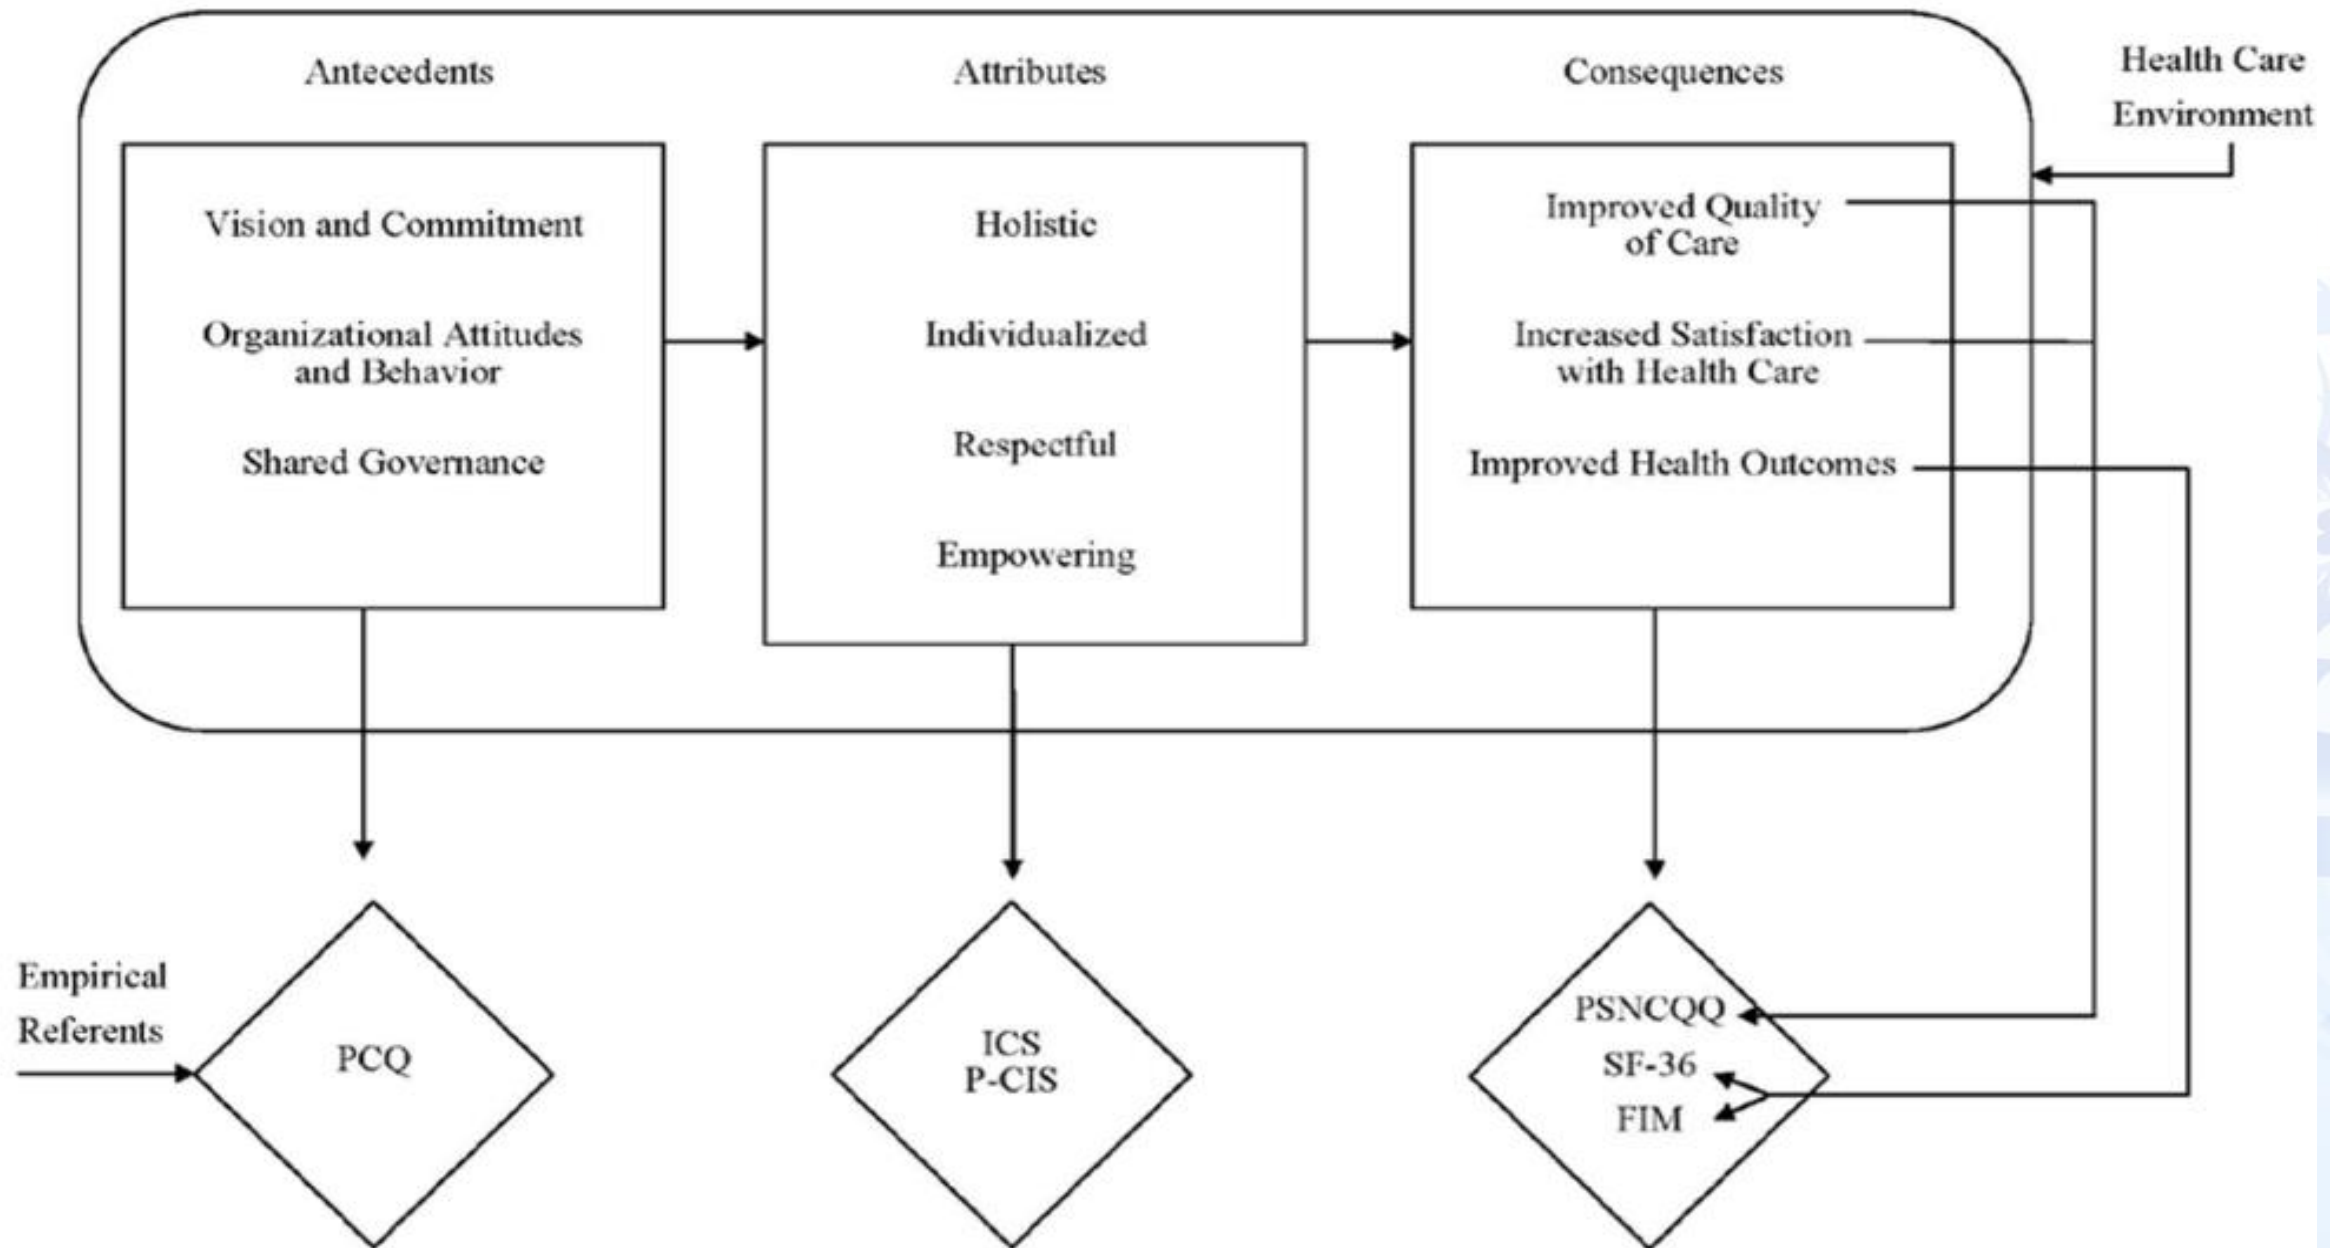 Antecedents
Attributes
Consequences
Health Care
Environment
Vision and Commitment
Organizational Attitudes
and Behavior
Shared Governance
Holistic
Individualized
Respectful
Empowering
Improved Quality
of Care
Increased Satisfaction
with Health Care
Improved Health Outcomes
Empirical
Referents
PCQ
ICS
P-CIS
PSNCQQ
SF-36
FIM